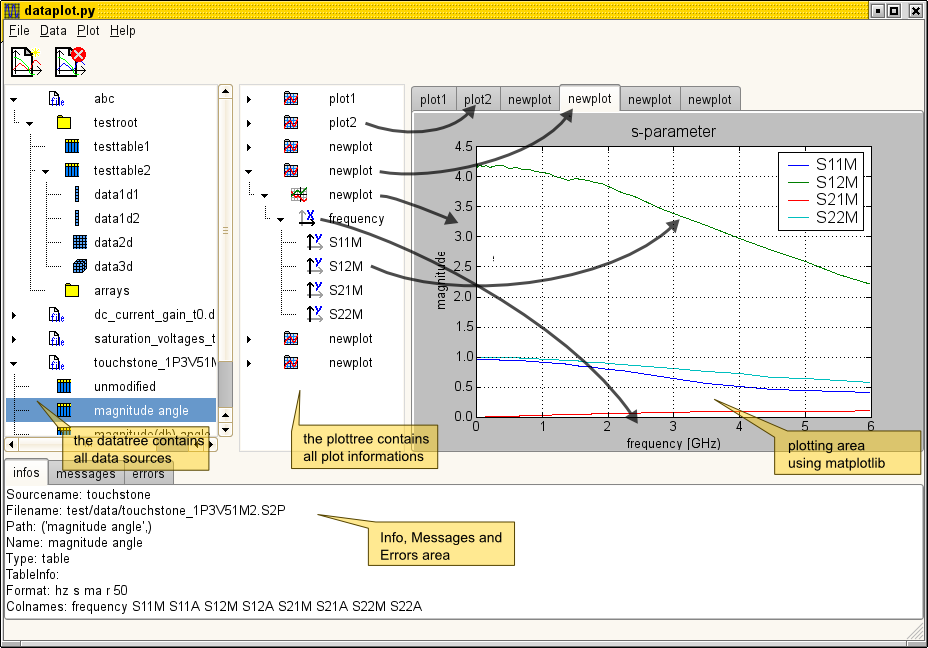 dataplot.py
File Data Plot Help
abc
testroot
testtable1
testtable2
data1d1
data1d2
data2d
data3d
arrays
dc_current_gain_t0.d
saturation_voltages_t
touchstone_1P3V51M
unmodified
magnitude angle
magnitude(db) angle
the datatree contains
all data sources
plot1
plot2
newplot
newplot
newplot
frequency
S11M
S12M
S21M
S22M
newplot
newplot
the plottree contains
all plot informations
plot1 plot2 newplot newplot newplot newplot
s-parameter
4.5
4.0
3.5
3.0
2.5
2.0
1.5
1.0
0.5
0.0
magnitude
S11M
S12M
S21M
S22M
0 1 2 3 4 5 6
frequency [GHz]
plotting area
using matplotlib
infos messages errors
Sourcename: touchstone
Filename: test/data/touchstone_1P3V51M2.S2P
Path: ('magnitude angle',)
Name: magnitude angle
Type: table
TableInfo:
Format: hz s ma r 50
Colnames: frequency S11M S11A S12M S12A S21M S21A S22M S22A
Info, Messages and
Errors area